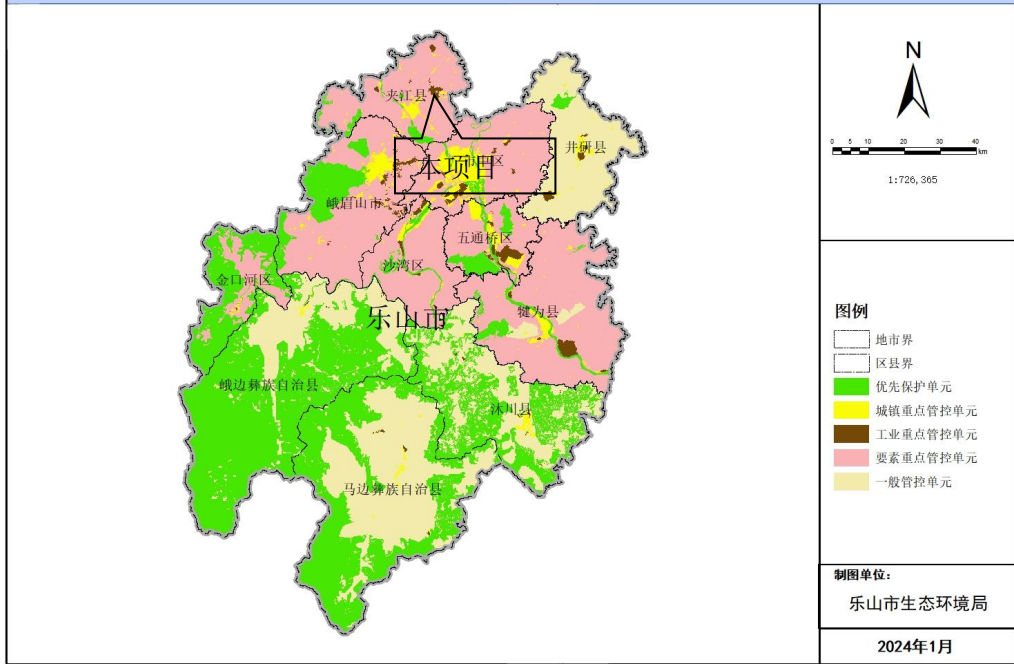 夹江县
井研县
本项目
区
峨眉山市
五通桥区
沙湾区
金口河区
乐山市
犍为县
峨边彝族自治县
沐川县
马边彝族自治县
N
0 5 10 20 30 40
km
1:726,365
图例
地市界
区县界
优先保护单元
城镇重点管控单元
工业重点管控单元
要素重点管控单元
一般管控单元
制图单位：
乐山市生态环境局
2024年1月